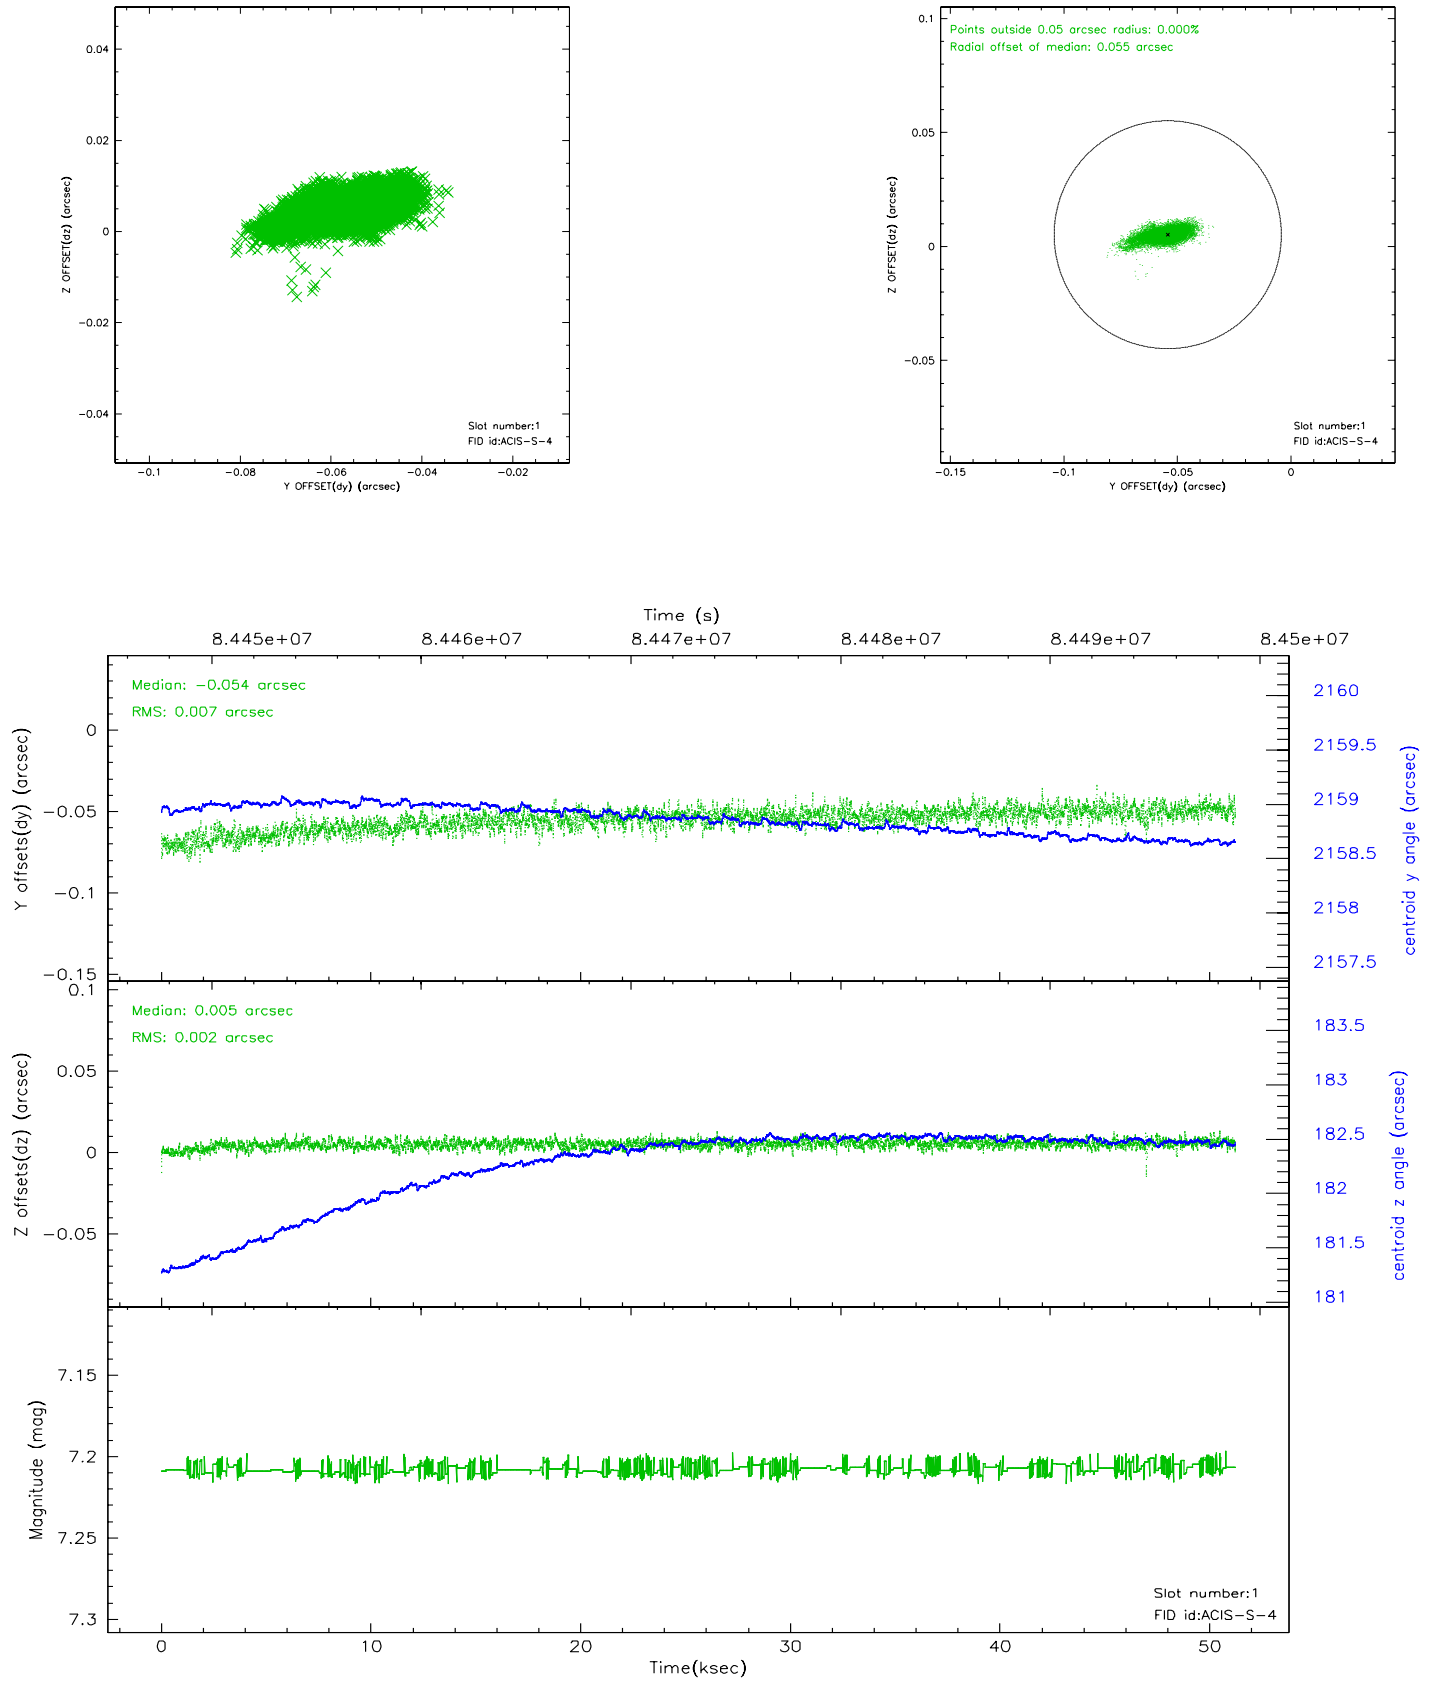 0.04
0.02
0
−0.02
−0.04
Z OFFSET(dz) (arcsec)
Slot number:1
FID id:ACIS−S−4
−0.1
−0.08
−0.06
−0.04
−0.02
Y OFFSET(dy) (arcsec)
0.1
0.05
0
−0.05
Z OFFSET(dz) (arcsec)
Points outside 0.05 arcsec radius: 0.000%
Radial offset of median: 0.055 arcsec
Slot number:1
FID id:ACIS−S−4
−0.15
−0.1
−0.05
0
Y OFFSET(dy) (arcsec)
Time (s)
8.445e+07
8.446e+07
8.447e+07
8.448e+07
8.449e+07
8.45e+07
Median: −0.054 arcsec
RMS: 0.007 arcsec
0
−0.05
−0.1
−0.15
Y offsets(dy) (arcsec)
2160
2159.5
2159
2158.5
2158
2157.5
centroid y angle (arcsec)
Median: 0.005 arcsec
RMS: 0.002 arcsec
0.1
0.05
0
−0.05
Z offsets(dz) (arcsec)
183.5
183
182.5
182
181.5
181
centroid z angle (arcsec)
7.15
7.2
7.25
7.3
Magnitude (mag)
Slot number:1
FID id:ACIS−S−4
0
10
20
30
40
50
Time(ksec)